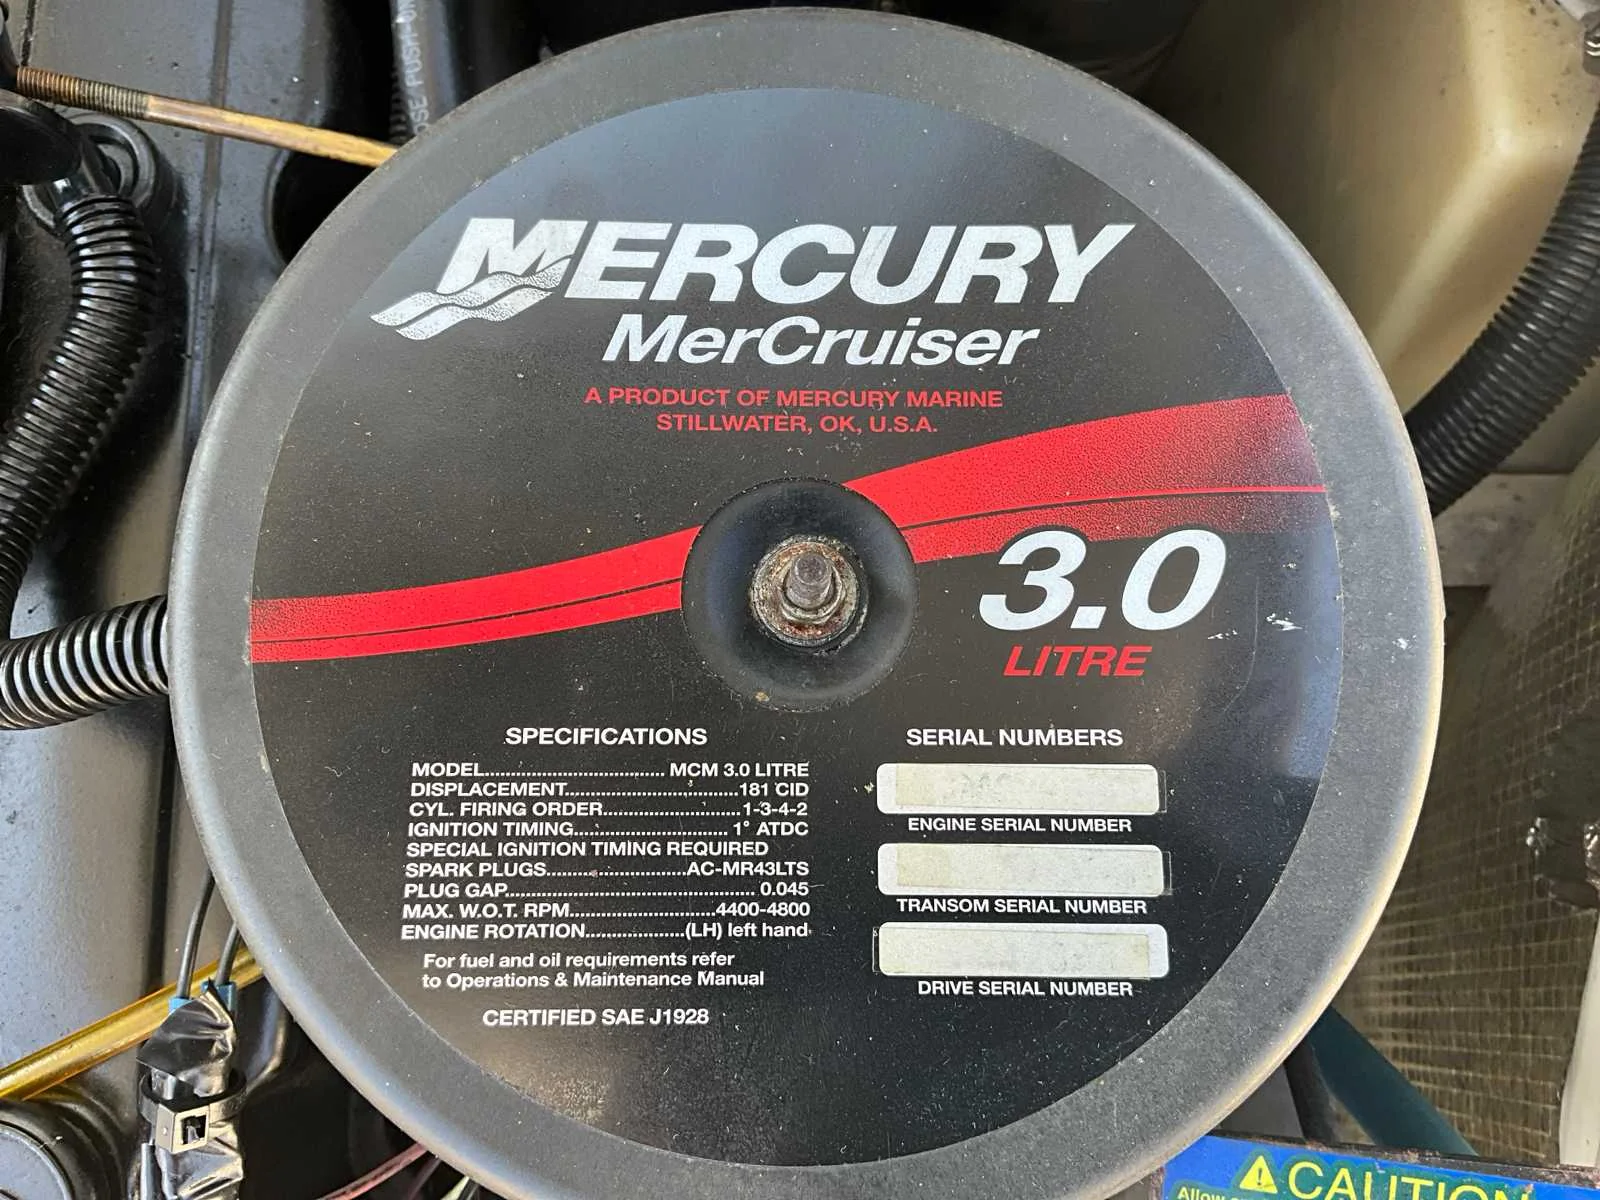 OSE PUSH-ON
MERCURY
MerCruiser
A PRODUCT OF MERCURY MARINE
STILLWATER, OK, U.S.A.
3.0
LITRE
SPECIFICATIONS
MODEL................................... MCM 3.0 LITRE
DISPLACEMENT.................................181 CID
CYL. FIRING ORDER..........................1-3-4-2
IGNITION TIMING.............................. 1° ATDC
SPECIAL IGNITION TIMING REQUIRED
SPARK PLUGS...........................AC-MR43LTS
PLUG GAP................................................ 0.045
MAX. W.O.T. RPM............................4400-4800
ENGINE ROTATION...................(LH) left hand
For fuel and oil requirements refer
to Operations & Maintenance Manual
CERTIFIED SAE J1928
SERIAL NUMBERS
ENGINE SERIAL NUMBER
TRANSOM SERIAL NUMBER
DRIVE SERIAL NUMBER
CAUTION
Allow